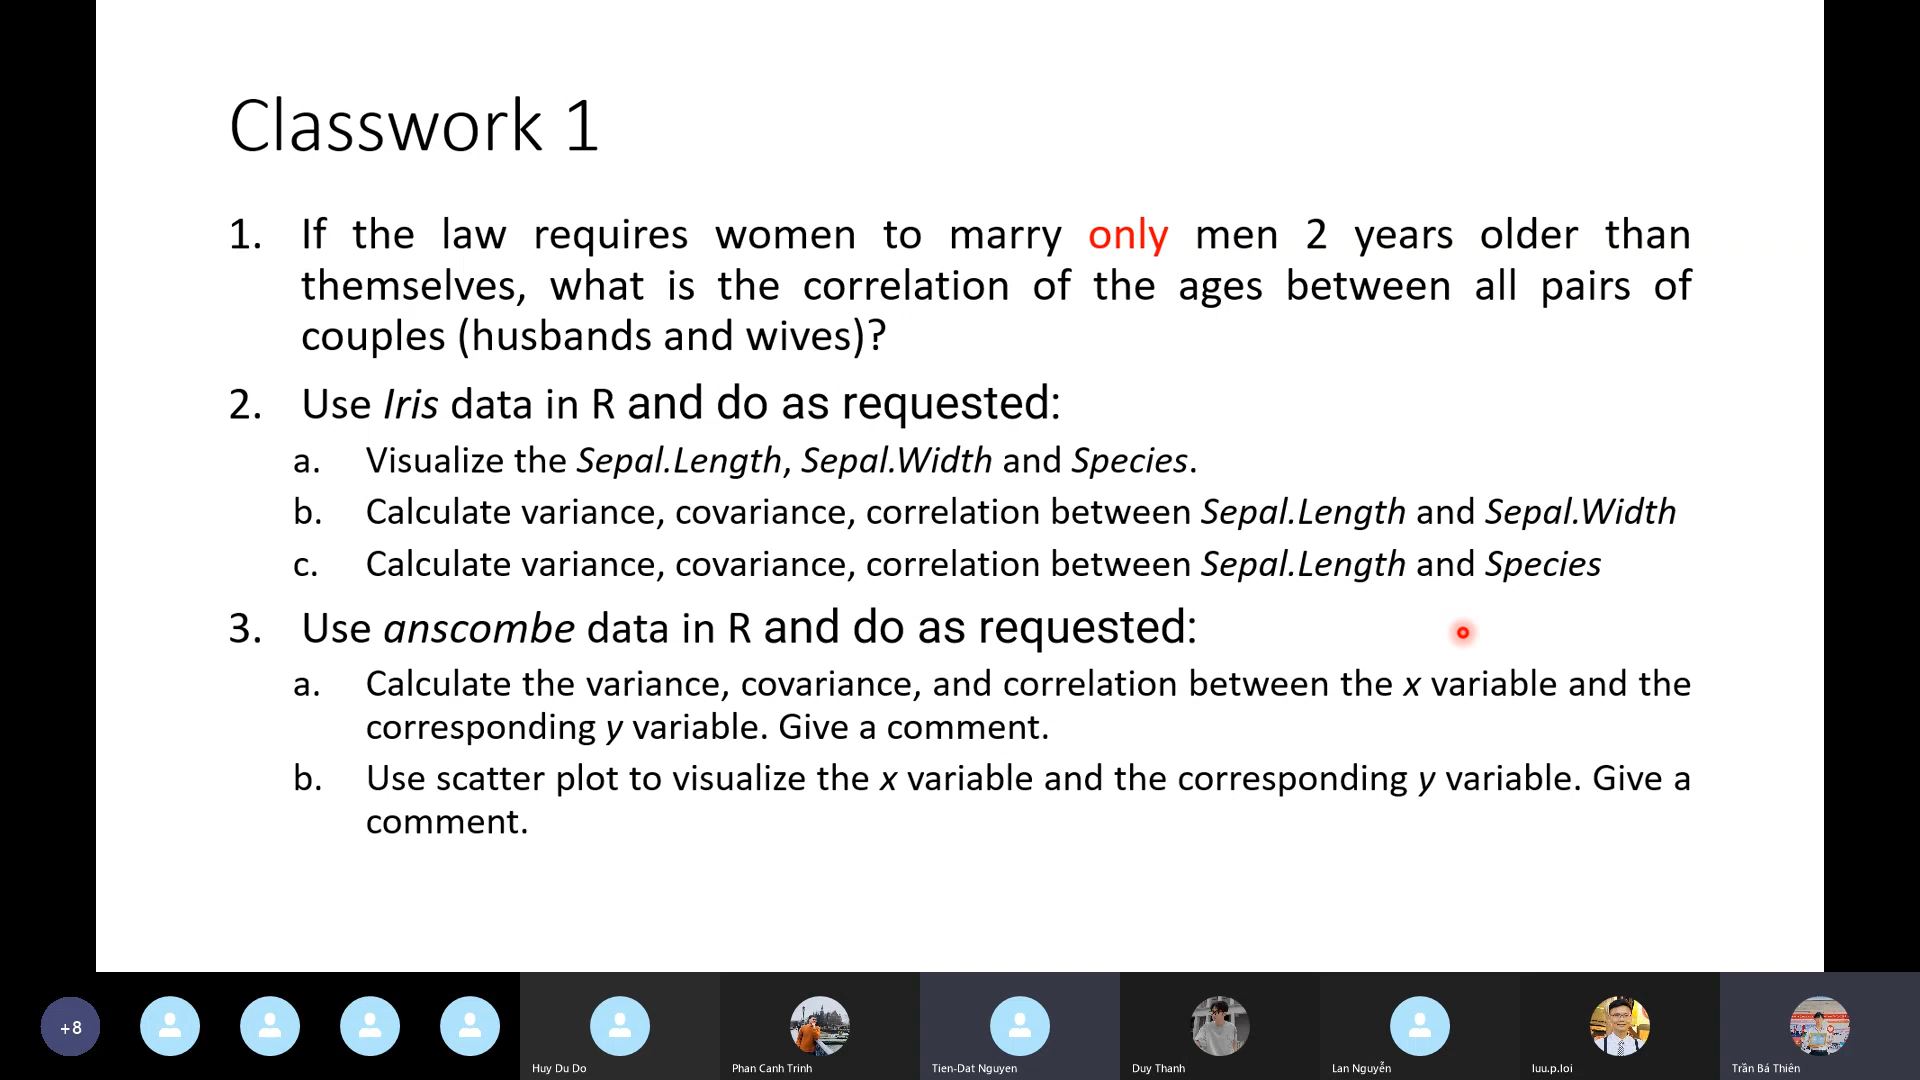 Classwork 1
1. If the law requires women to marry only men 2 years older than
themselves, what is the correlation of the ages between all pairs of
couples (husbands and wives)?
2. Use Iris data in R and do as requested:
a. Visualize the Sepal.Length, Sepal.Width and Species.
b. Calculate variance, covariance, correlation between Sepal.Length and Sepal.Width
c. Calculate variance, covariance, correlation between Sepal.Length and Species
3. Use anscombe data in R and do as requested:
a. Calculate the variance, covariance, and correlation between the x variable and the
corresponding y variable. Give a comment.
b. Use scatter plot to visualize the x variable and the corresponding y variable. Give a
comment.
+8
Huy Du Do
Phan Canh Trinh
Tien-Dat Nguyen
Duy Thanh
Lan Nguyễn
luu.p.loi
Trần Bá Thiên